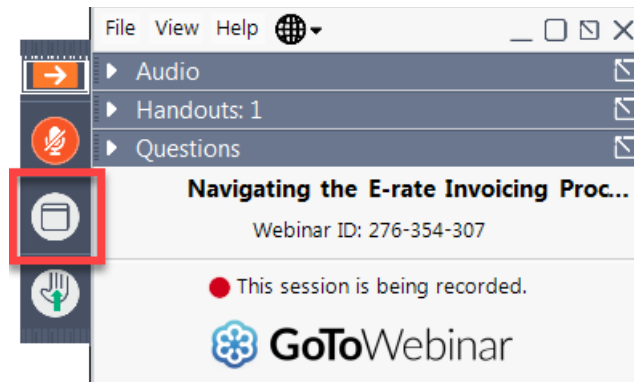 File View Help
Audio
Handouts: 1
Questions
Navigating the E-rate Invoicing Proc...
Webinar ID: 276-354-307
This session is being recorded.
GoToWebinar